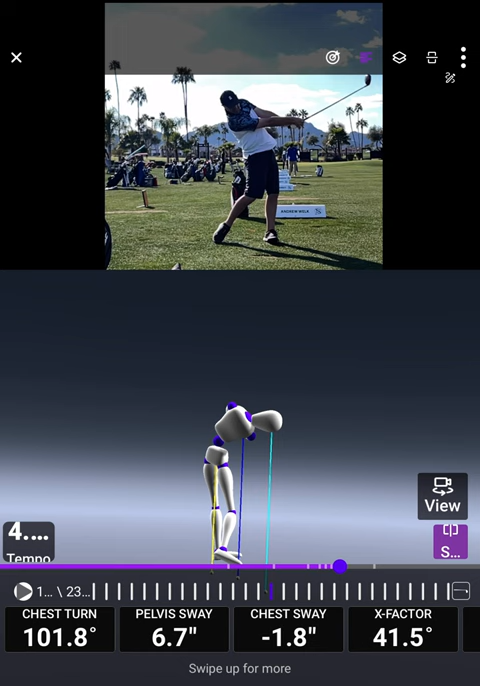 ANDREW WELK
View
4....
Tempo
S...
1... \ 23...
CHEST TURN
101.8°
PELVIS SWAY
6.7"
CHEST SWAY
-1.8"
X-FACTOR
41.5°
Swipe up for more